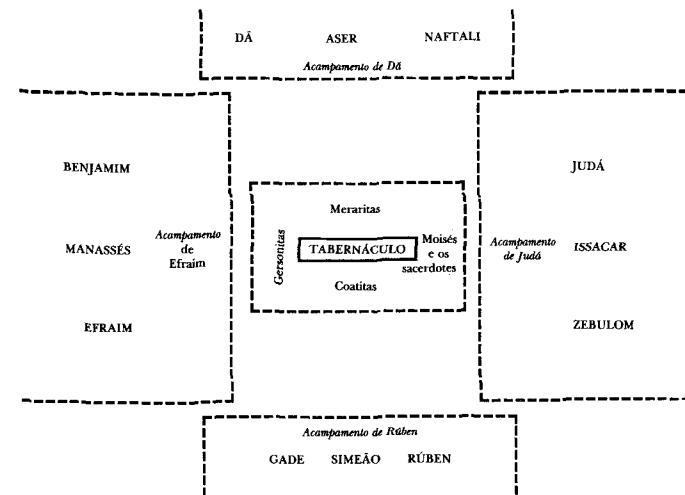 DÃ ASER NAFTALI
Acampamento de Dã
BENJAMIM
MANASSÉS
EFRAIM
Acampamento
de
Efraim
Meraritas
Gersonitas
TABERNÁCULO
Moisés
e os
sacerdotes
Coatitas
Acampamento
de Judá
JUDÁ
ISSACAR
ZEBULOM
Acampamento de Rúben
GADE SIMEÃO RÚBEN